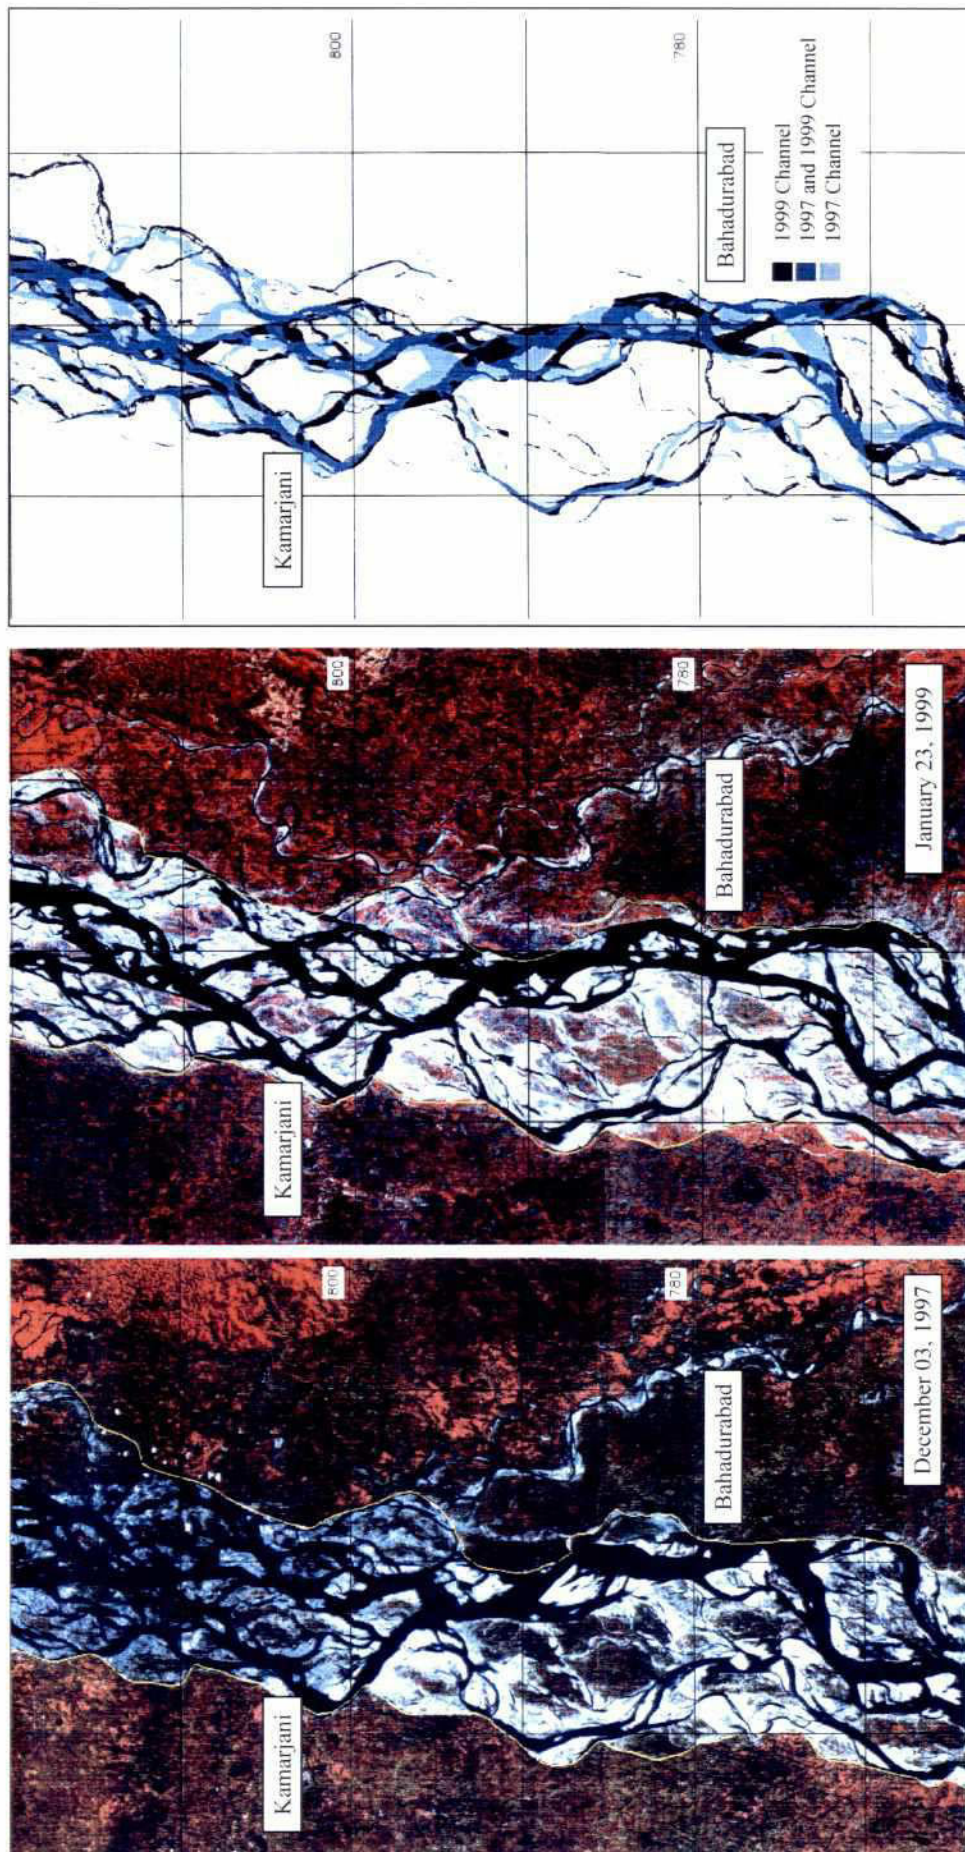 800
780
Bahadurabad
1999 Channel
1997 and 1999 Channel
1997 Channel
Kamarjani
800
780
Bahadurabad
January 23, 1999
Kamarjani
800
780
Bahadurabad
December 03, 1997
Kamarjani